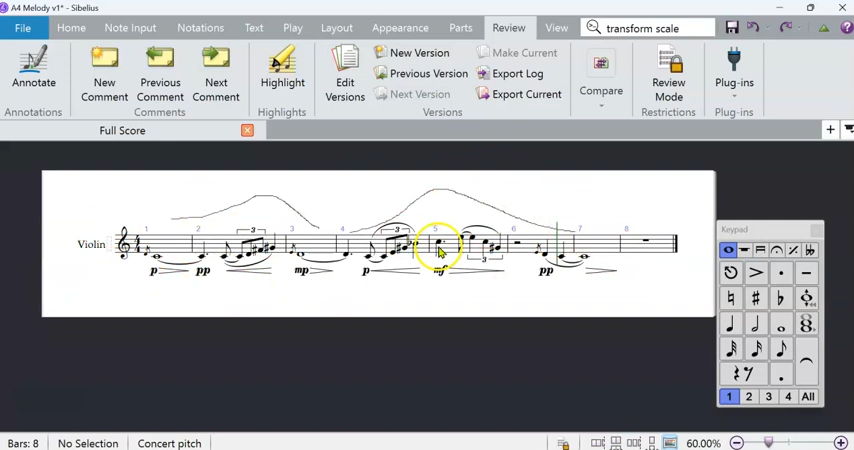 A4 Melody v1* - Sibelius
File Home Note Input Notations Text Play Layout Appearance Parts Review View transform scale
Annotate
New Comment
Previous Comment
Next Comment
Highlight
Edit Versions
New Version
Previous Version
Next Version
Make Current
Export Log
Export Current
Compare
Review Mode
Plug-ins
Annotations Comments Highlights Versions Restrictions Plug-ins
Full Score
1 2 3 4 5 6 7 8
3 3 3
Violin
p pp mp p mf pp
Keypad
1 2 3 4 All
Bars: 8 No Selection Concert pitch 60.00%